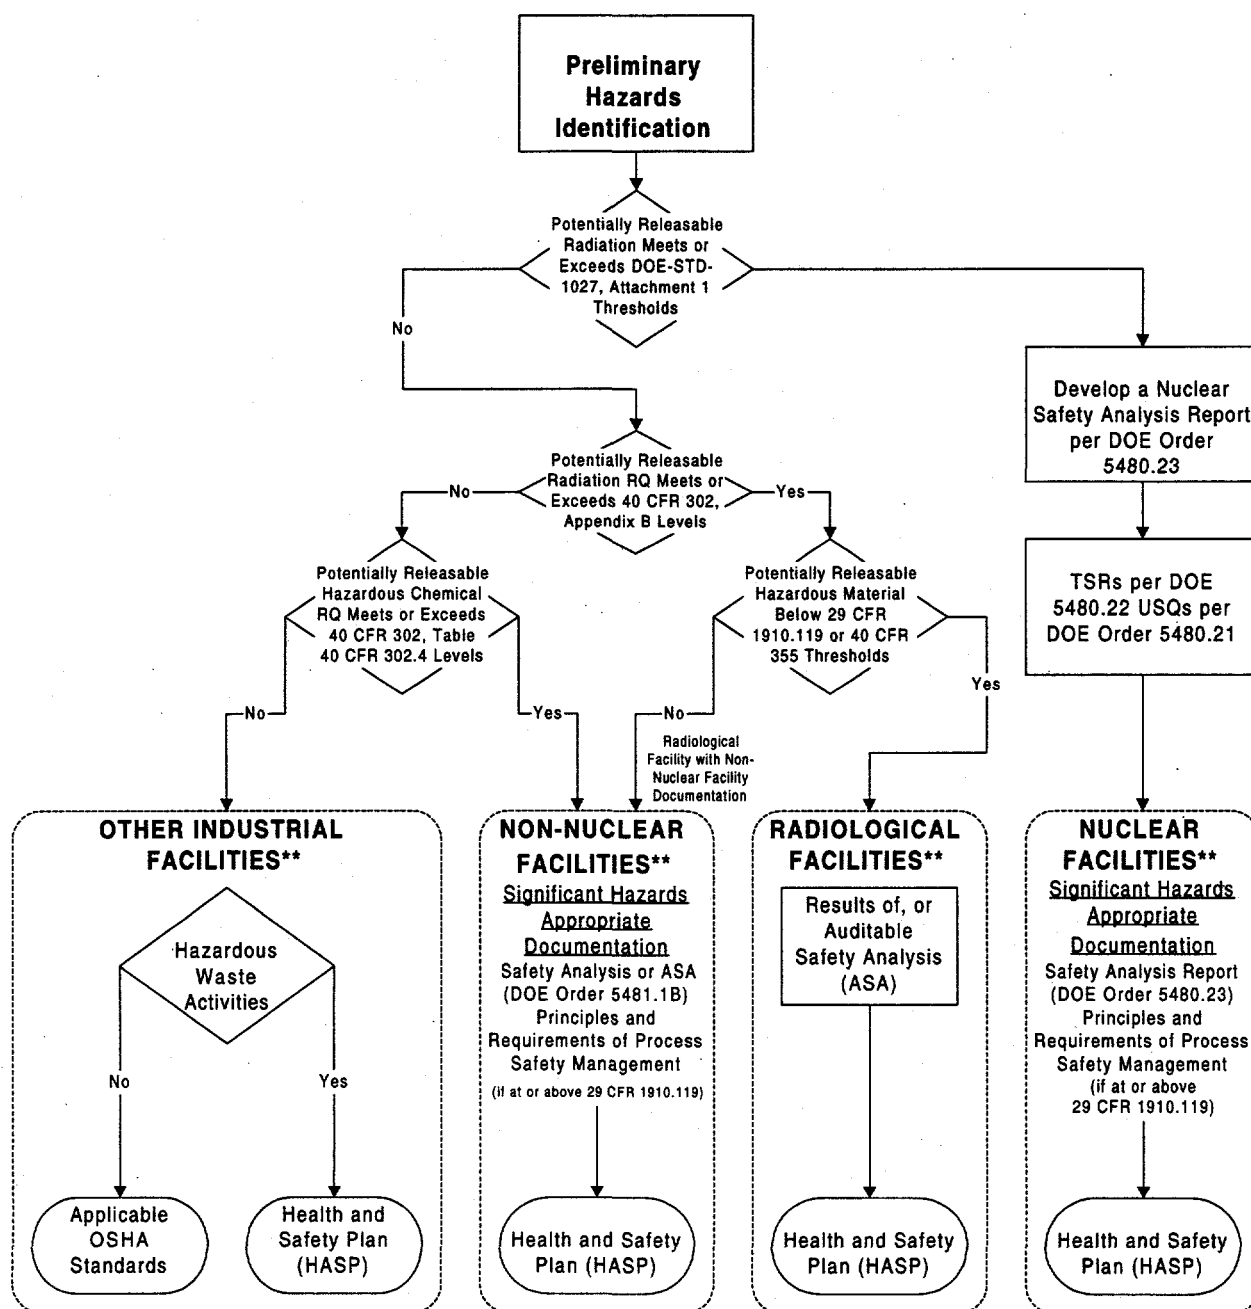 Preliminary
Hazards
Identification
Potentially Releasable
Radiation Meets or
Exceeds DOE-STD-
1027, Attachment 1
Thresholds
No
Develop a Nuclear
Safety Analysis Report
per DOE Order
5480.23
Potentially Releasable
Radiation RQ Meets or
Exceeds 40 CFR 302,
Appendix B Levels
No
Yes
Potentially Releasable
Hazardous Chemical
RQ Meets or Exceeds
40 CFR 302, Table
40 CFR 302.4 Levels
Potentially Releasable
Hazardous Material
Below 29 CFR
1910.119 or 40 CFR
355 Thresholds
TSRs per DOE
5480.22 USQs per
DOE Order 5480.21
No
Yes
No
Yes
Radiological
Facility with Non-
Nuclear Facility
Documentation
OTHER INDUSTRIAL
FACILITIES**
Hazardous
Waste
Activities
No
Yes
Applicable
OSHA
Standards
Health and
Safety Plan
(HASP)
NON-NUCLEAR
FACILITIES**
Significant Hazards
Appropriate
Documentation
Safety Analysis or ASA
(DOE Order 5481.1B)
Principles and
Requirements of Process
Safety Management
(if at or above 29 CFR 1910.119)
Health and Safety
Plan (HASP)
RADIOLOGICAL
FACILITIES**
Results of, or
Auditable
Safety Analysis
(ASA)
Health and Safety
Plan (HASP)
NUCLEAR
FACILITIES**
Significant Hazards
Appropriate
Documentation
Safety Analysis Report
(DOE Order 5480.23)
Principles and
Requirements of Process
Safety Management
(if at or above
29 CFR 1910.119)
Health and Safety
Plan (HASP)